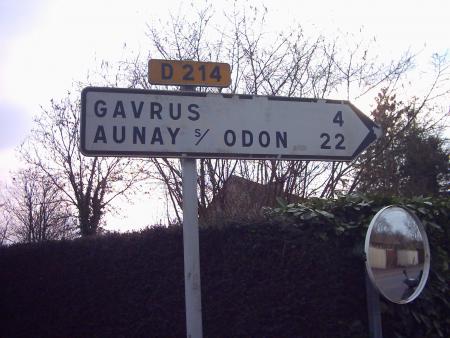 D 214
GAVRUS 4
AUNAY S/ ODON 22